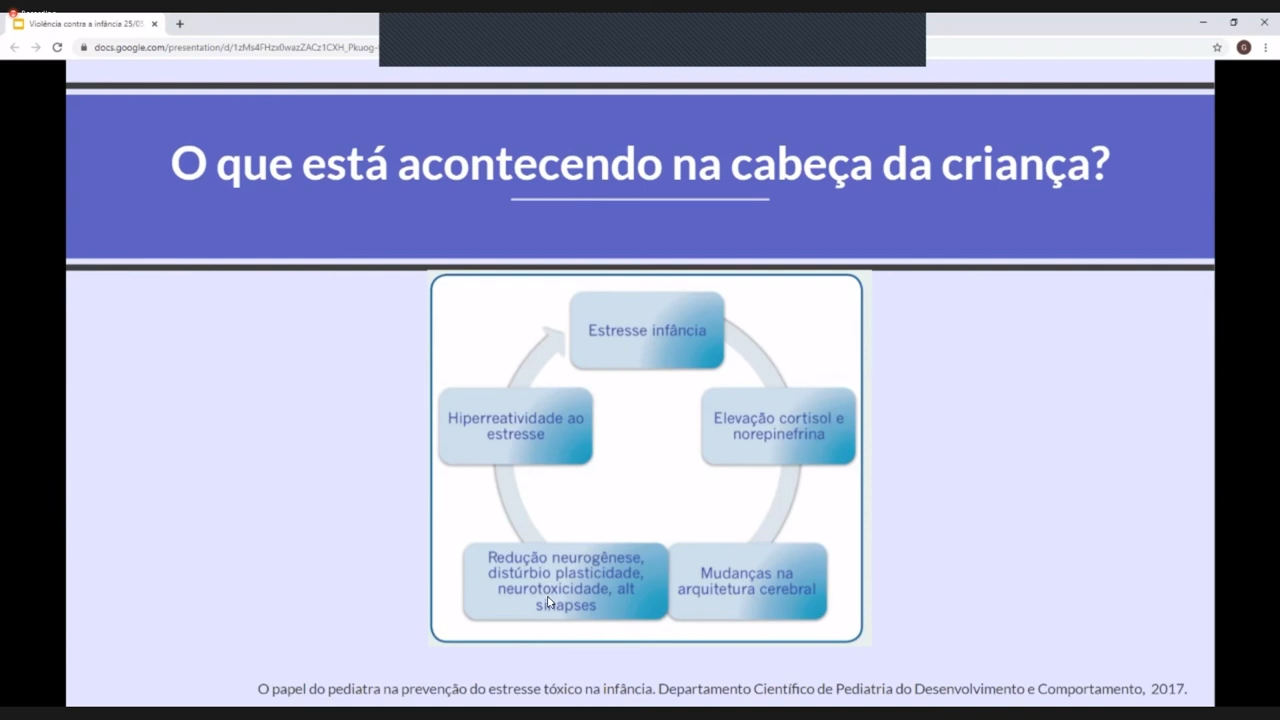 Violência contra a infância 25/05
docs.google.com/presentation/d/1zMs4FHzx0wazZACz1CXH_Pkuog-
G
O que está acontecendo na cabeça da criança?
Estresse infância
Elevação cortisol e
norepinefrina
Mudanças na
arquitetura cerebral
Redução neurogênese,
distúrbio plasticidade,
neurotoxicidade, alt
sinapses
Hiperreatividade ao
estresse
O papel do pediatra na prevenção do estresse tóxico na infância. Departamento Científico de Pediatria do Desenvolvimento e Comportamento, 2017.